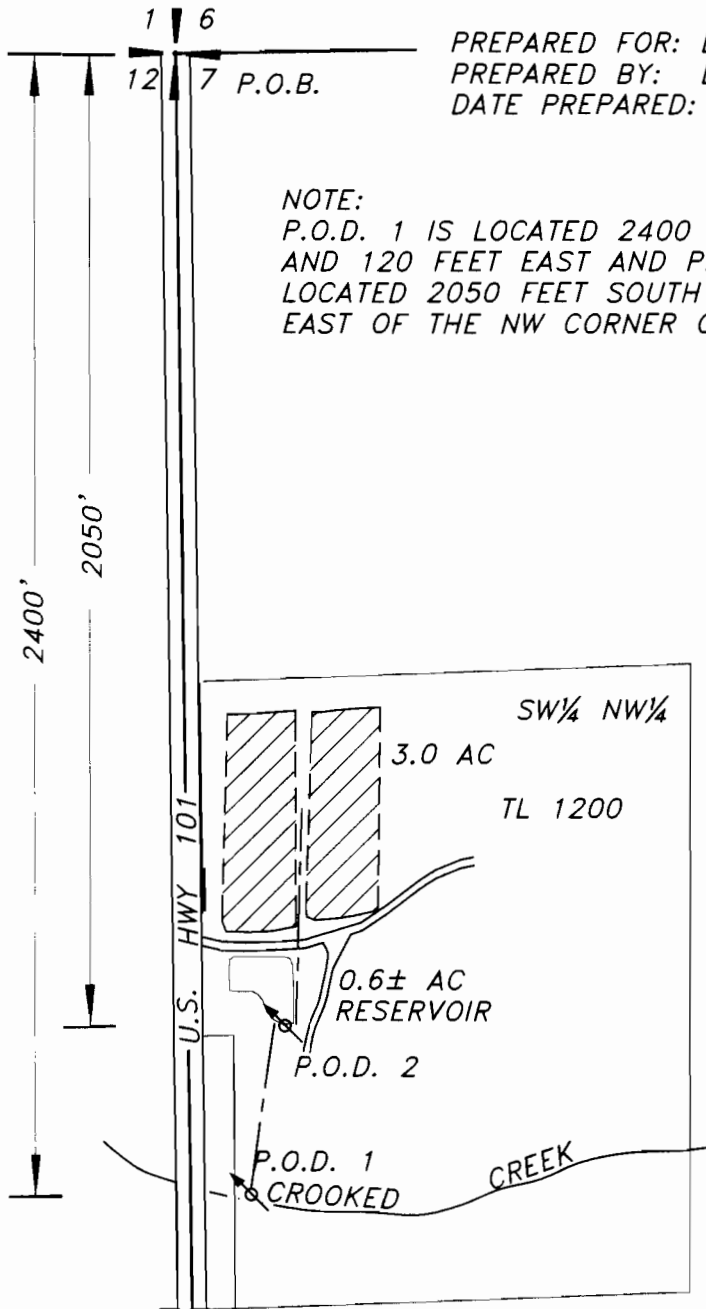 1 6
12 7 P.O.B.
PREPARED FOR:
PREPARED BY:
DATE PREPARED:
NOTE:
P.O.D. 1 IS LOCATED 2400
AND 120 FEET EAST AND
LOCATED 2050 FEET SOUTH
EAST OF THE NW CORNER
2400'
2050'
SW¼ NW¼
3.0 AC
TL 1200
U.S. HWY 101
0.6± AC
RESERVOIR
P.O.D. 2
P.O.D. 1
CROOKED CREEK